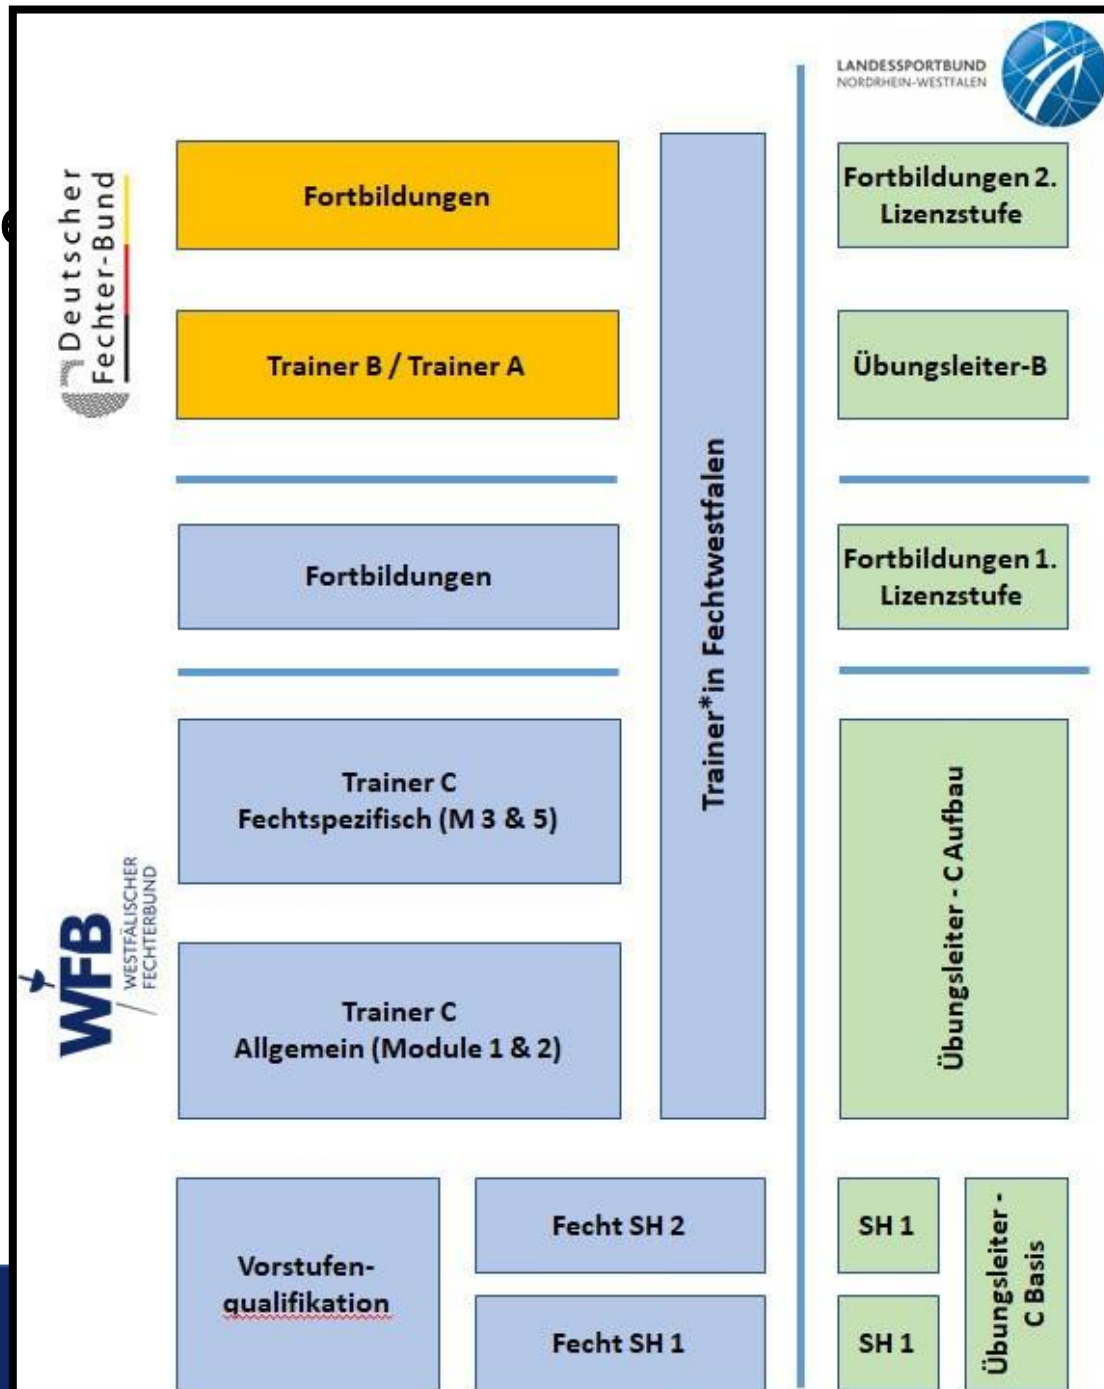 LANDESSPORTBUND
NORDRHEIN-WESTFALEN
Deutscher
Fechter-Bund
Fortbildungen
Fortbildungen 2.
Lizenzstufe
Trainer B / Trainer A
Übungsleiter-B
Trainer*in Fechtwestfalen
Fortbildungen
Fortbildungen 1.
Lizenzstufe
Trainer C
Fechtspezifisch (M 3 & 5)
Übungsleiter - C Aufbau
WFB
WESTFÄLISCHER
FECHTERBUND
Trainer C
Allgemein (Module 1 & 2)
Vorstufen-
qualifikation
Fecht SH 2
SH 1
Übungsleiter -
C Basis
Fecht SH 1
SH 1